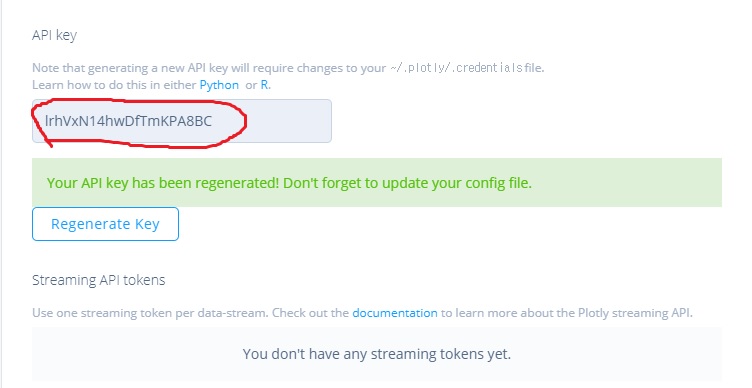 API key
Note that generating a new API key will require changes to your ~/.plotly/.credentials file.
Learn how to do this in either Python or R.
lrhVxN14hwDfTmKPA8BC
Your API key has been regenerated! Don't forget to update your config file.
Regenerate Key
Streaming API tokens
Use one streaming token per data-stream. Check out the documentation to learn more about the Plotly streaming API.
You don't have any streaming tokens yet.